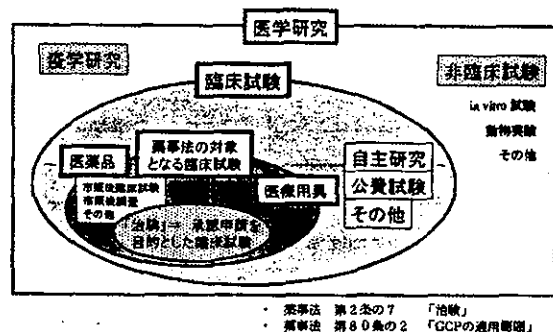 医学研究
疫学研究
臨床試験
非臨床試験
in vitro 試験
動物実験
その他
薬事法の対象
となる臨床試験
医薬品
医療用具
市販後臨床試験
市販後調査
その他
自主研究
公費試験
その他
「治験」＝ 承認申請を
目的とした臨床試験
・ 薬事法 第2条の7 「治験」
・ 薬事法 第80条の2 「GCPの適用範囲」